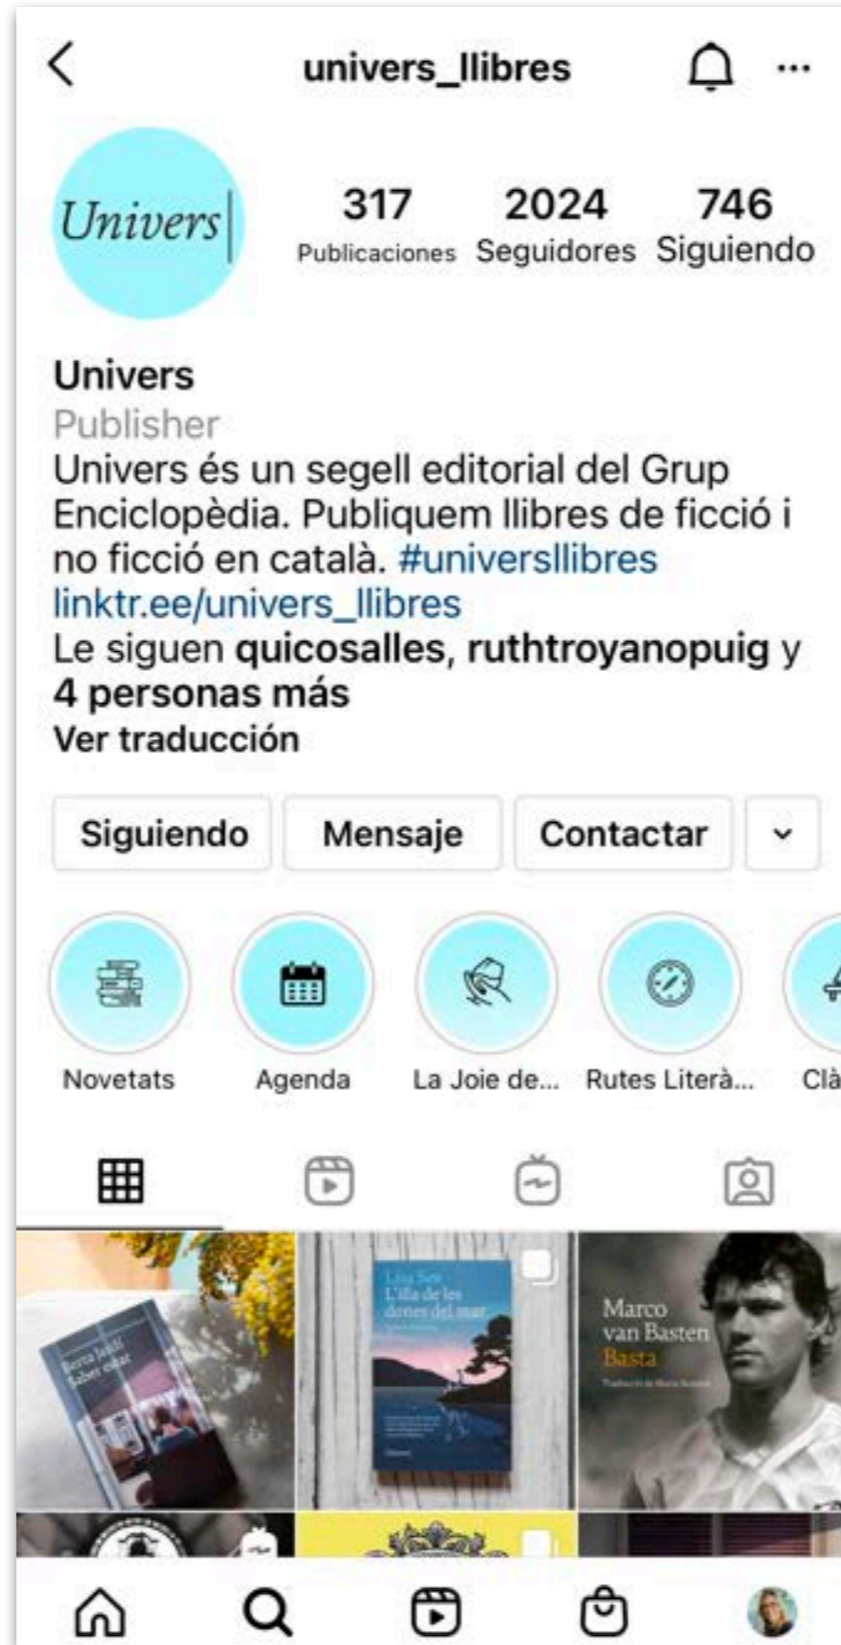 univers_llibres
Univers
317 2024 746
Publicaciones Seguidores Siguiendo
Univers
Publisher
Univers és un segell editorial del Grup
Enciclopèdia. Publiquem llibres de ficció i
no ficció en català. #universllibres
linktr.ee/univers_llibres
Le siguen quicosalles, ruthtroyanopuig y
4 personas más
Ver traducción
Siguiendo Mensaje Contactar
Novetats Agenda La Joie de... Rutes Literà... Clà
Saber estar
Lisa See
L'illa de les
dones del mar
Marco
van Basten
Basta